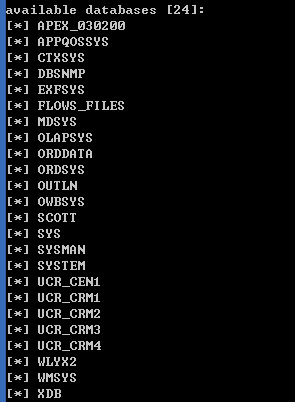 available databases [24]:
[*] APEX_030200
[*] APPQOSSYS
[*] CTXSYS
[*] DBSNMP
[*] EXFSYS
[*] FLOWS_FILES
[*] MDSYS
[*] OLAPSYS
[*] ORDDATA
[*] ORDSYS
[*] OUTLN
[*] OWBSYS
[*] SCOTT
[*] SYS
[*] SYSMAN
[*] SYSTEM
[*] UCR_CEN1
[*] UCR_CRM1
[*] UCR_CRM2
[*] UCR_CRM3
[*] UCR_CRM4
[*] WLYX2
[*] WMSYS
[*] XDB